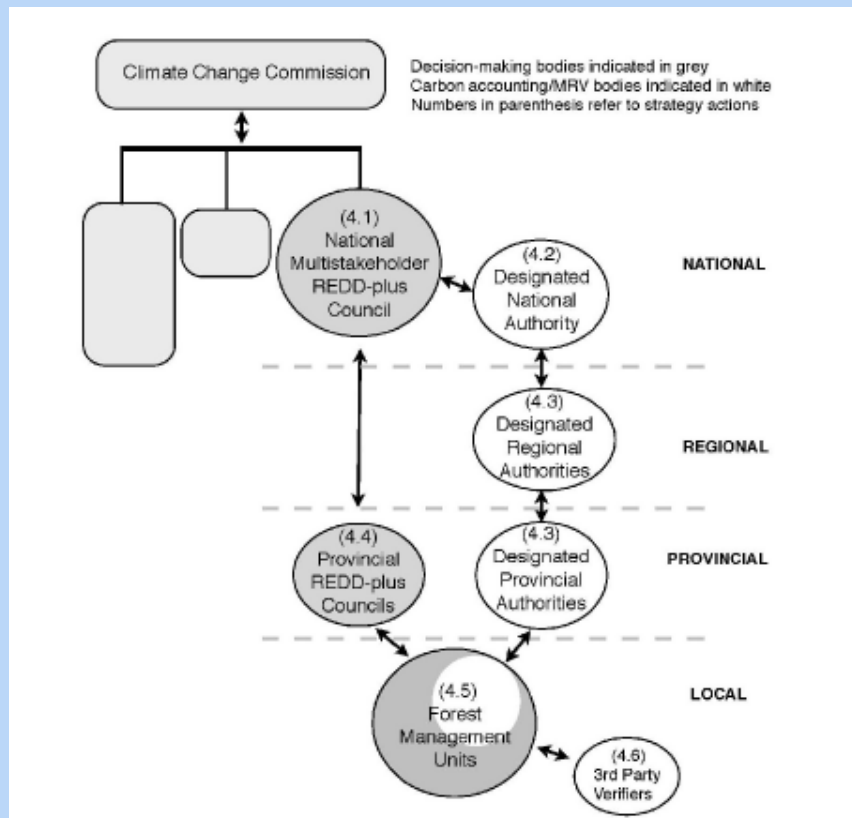 Climate Change Commission
Decision-making bodies indicated in grey
Carbon accounting/MRV bodies indicated in white
Numbers in parenthesis refer to strategy actions
(4.1)
National
Multistakeholder
REDD-plus
Council
(4.2)
Designated
National
Authority
NATIONAL
(4.3)
Designated
Regional
Authorities
REGIONAL
(4.4)
Provincial
REDD-plus
Councils
(4.3)
Designated
Provincial
Authorities
PROVINCIAL
(4.5)
Forest
Management
Units
LOCAL
(4.6)
3rd Party
Verifiers